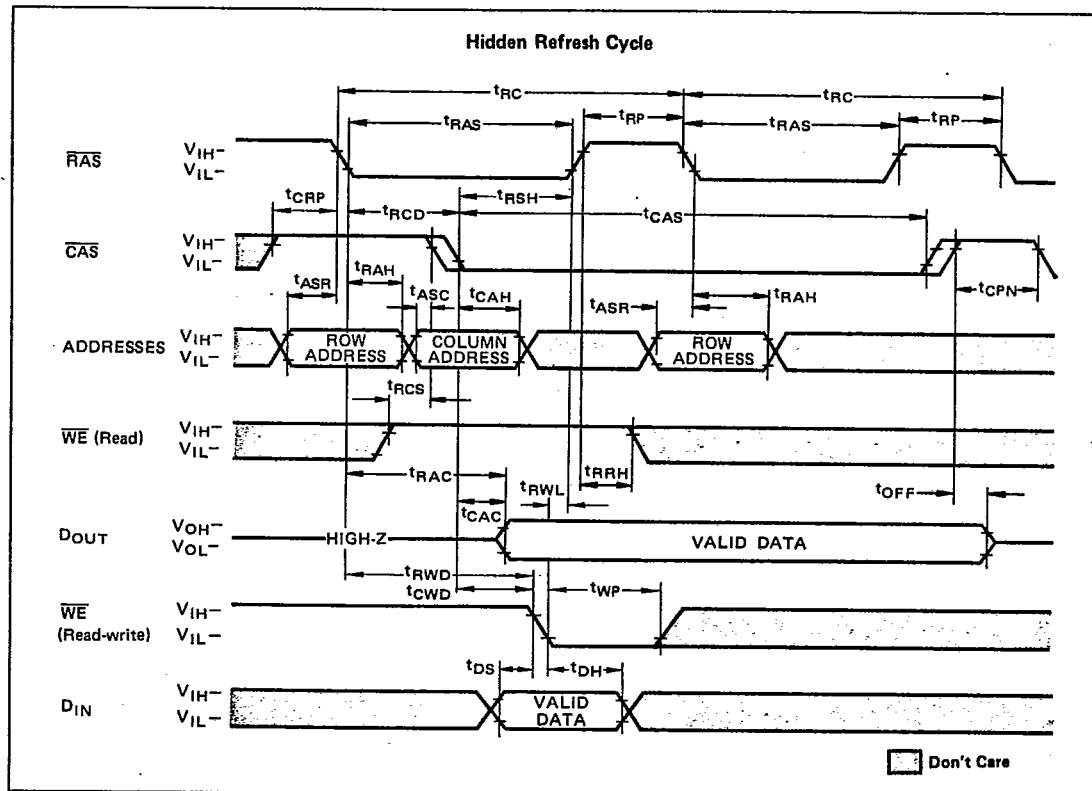 Hidden Refresh Cycle
tRC tRC
tRAS tRP tRAS tRP
RAS VIH–
VIL–
tCRP tRCD tRSH tCAS
CAS VIH–
VIL–
tASR tRAH tASC tCAH tASR tRAH tCPN
ADDRESSES VIH–
VIL–
ROW ADDRESS
COLUMN ADDRESS
ROW ADDRESS
tRCS
WE (Read) VIH–
VIL–
tRAC tRWL tRRH tOFF
tCAC
DOUT VOH–
VOL–
HIGH-Z VALID DATA
tRWD
tCWD tWP
WE VIH–
(Read-write) VIL–
tDS tDH
DIN VIH–
VIL–
VALID DATA
Don't Care